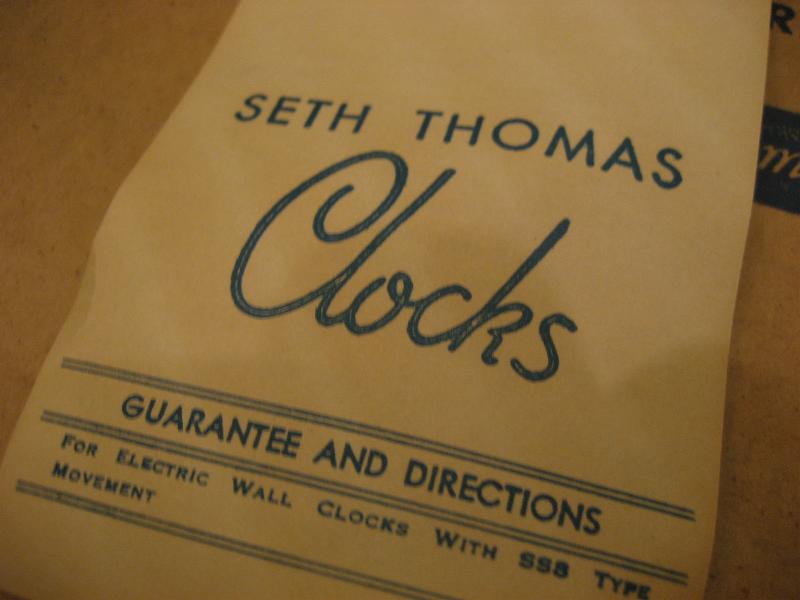 SETH THOMAS
Clocks
GUARANTEE AND DIRECTIONS
FOR ELECTRIC WALL CLOCKS WITH SSB TYPE
MOVEMENT
R
m